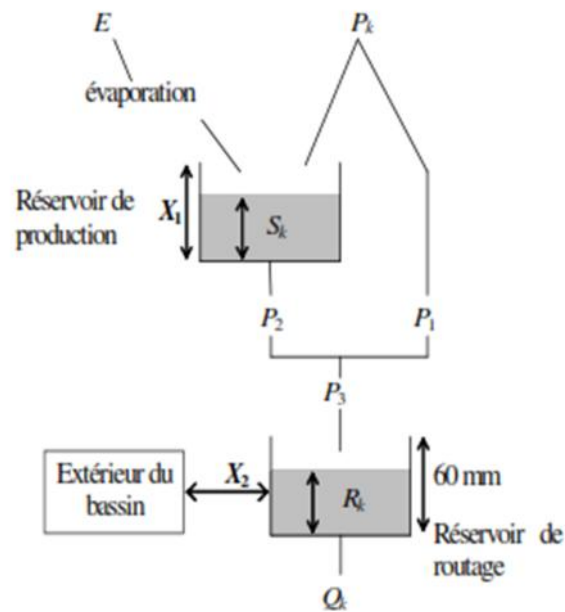 E
P_k
évaporation
Réservoir de
production
X_1
S_k
P_2
P_1
P_3
Extérieur du
bassin
X_2
R_k
60 mm
Réservoir de
routage
Q_k